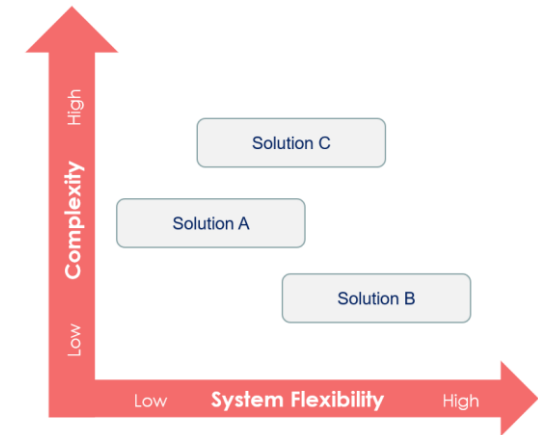 High
Complexity
Low
Solution C
Solution A
Solution B
Low
System Flexibility
High